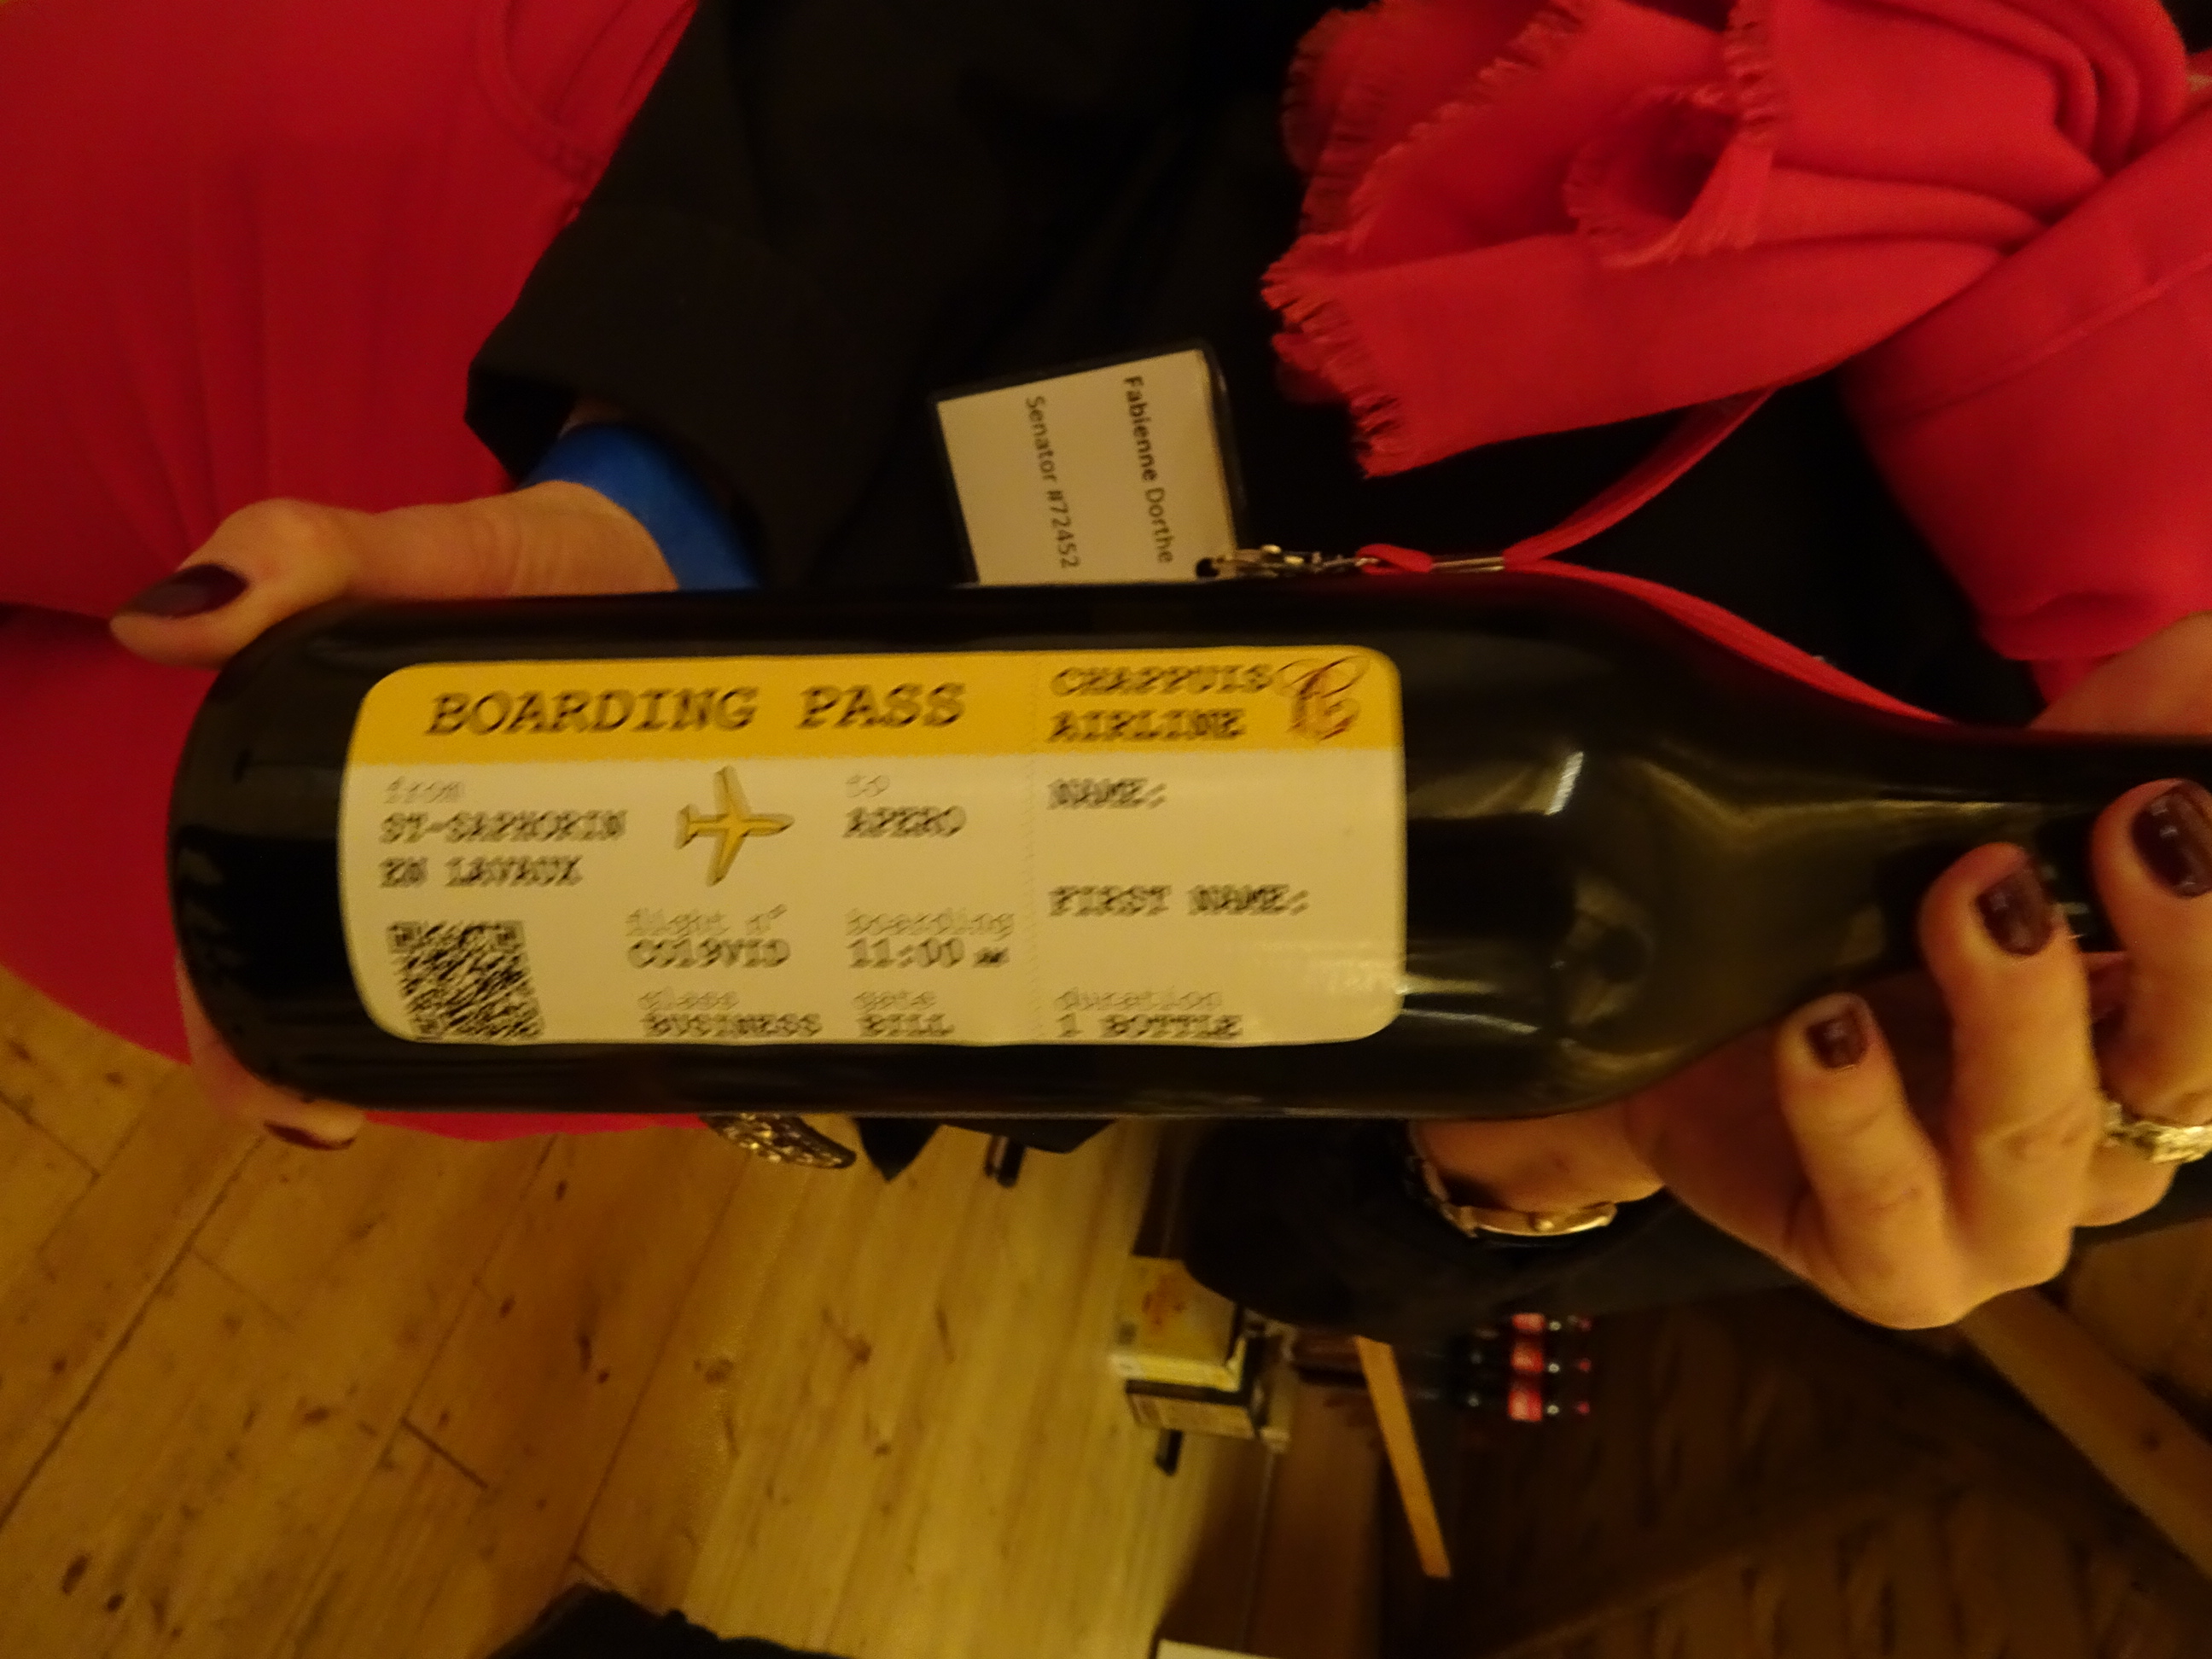 BOARDING PASS
CHAPPUIS
AIRLINE
from
ST-SAPHORIN
EN LAVAUX
to
APERO
NAME:
FIRST NAME:
flight n°
CO19VID
boarding
11:00 AM
class
BUSINESS
gate
BILL
duration
1 BOTTLE
Fabienne Dorthe
Senator #72452